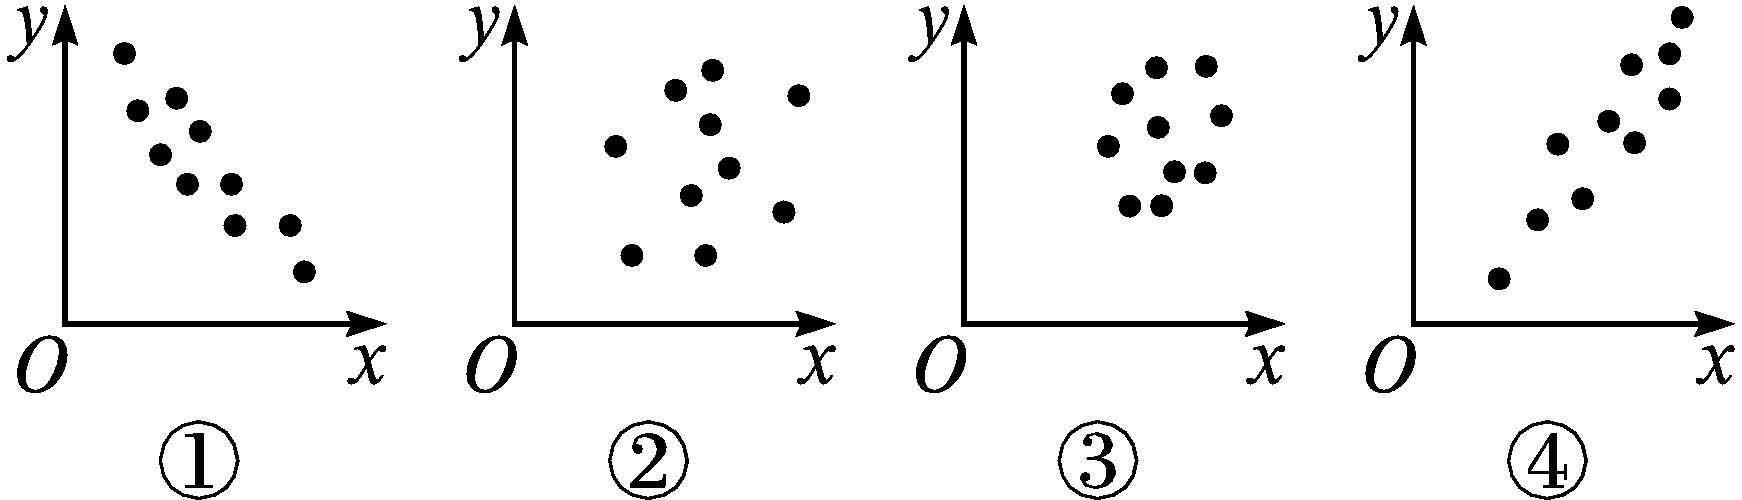 y y y y
O x O x O x O x
① ② ③ ④